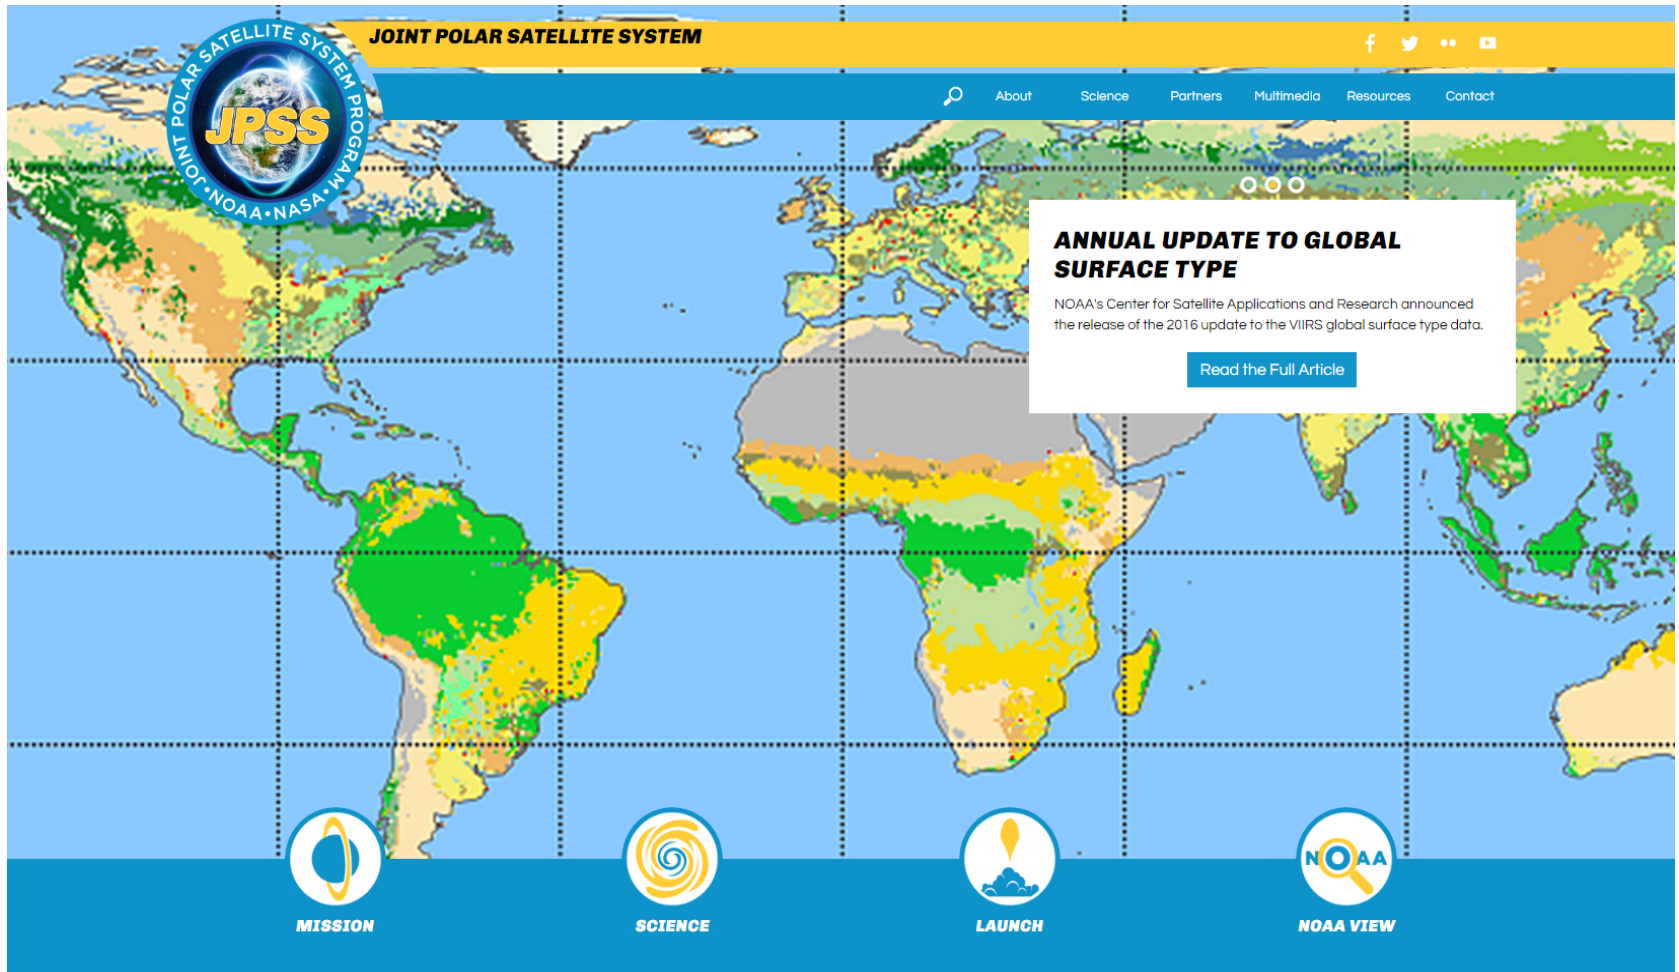 JOINT POLAR SATELLITE SYSTEM
JOINT POLAR SATELLITE SYSTEM PROGRAM
NOAA • NASA
JPSS
About Science Partners Multimedia Resources Contact
ANNUAL UPDATE TO GLOBAL
SURFACE TYPE
NOAA's Center for Satellite Applications and Research announced
the release of the 2016 update to the VIIRS global surface type data.
Read the Full Article
NOAA
MISSION SCIENCE LAUNCH NOAA VIEW